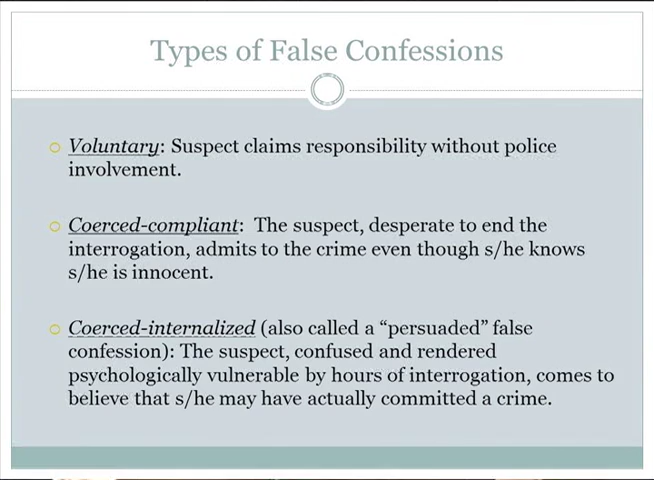 Types of False Confessions
Voluntary: Suspect claims responsibility without police
involvement.
Coerced-compliant: The suspect, desperate to end the
interrogation, admits to the crime even though s/he knows
s/he is innocent.
Coerced-internalized (also called a “persuaded” false
confession): The suspect, confused and rendered
psychologically vulnerable by hours of interrogation, comes to
believe that s/he may have actually committed a crime.